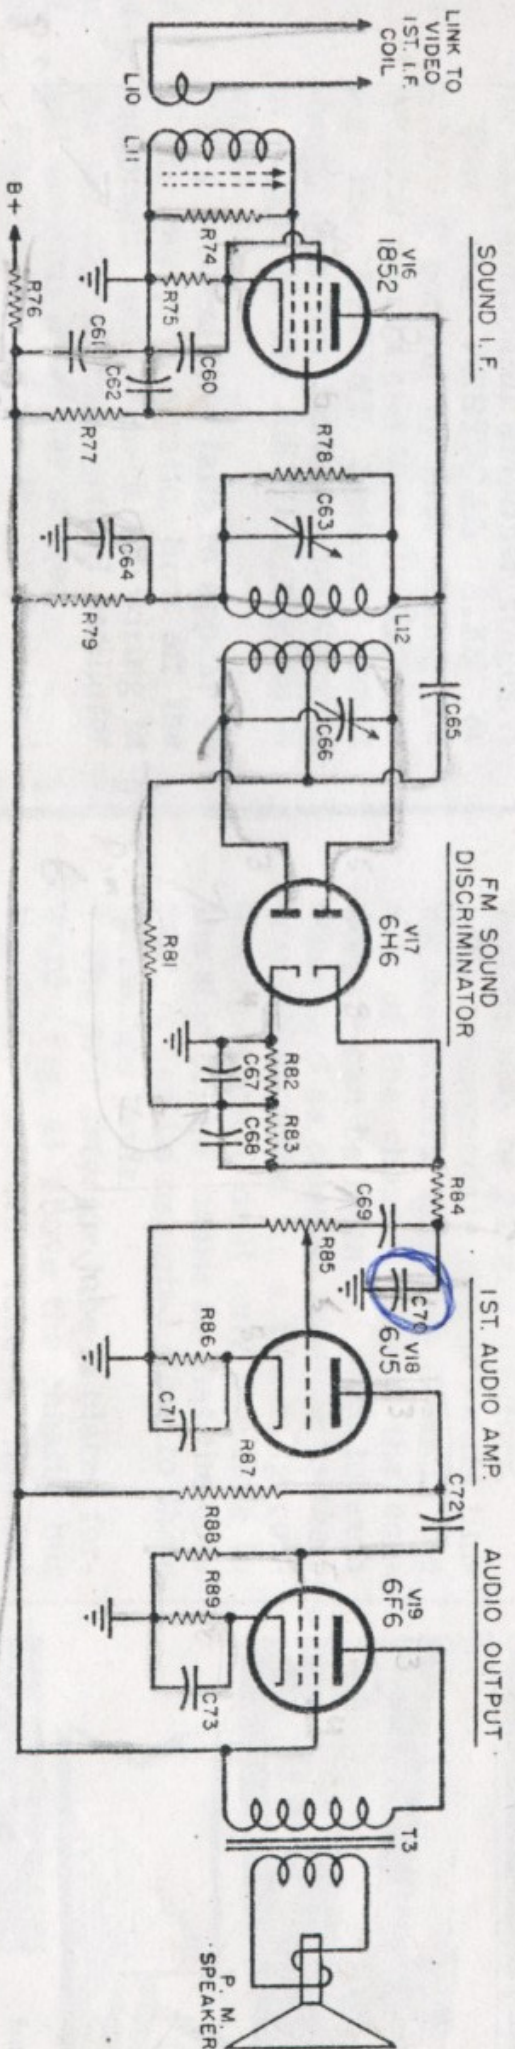 LINK TO
VIDEO
1ST. I.F.
COIL
L10
L11
SOUND I.F.
V16
1852
R74
R75
C60
C61
C62
B+
R76
R77
R78
C63
C64
R79
L12
C65
C66
FM SOUND
DISCRIMINATOR
V17
6H6
R81
R82
C67
R83
C68
R84
C69
C70
R85
1ST. AUDIO AMP.
V18
6J5
R86
C71
R87
C72
AUDIO OUTPUT
V19
6F6
R88
R89
C73
T3
P. M.
SPEAKER